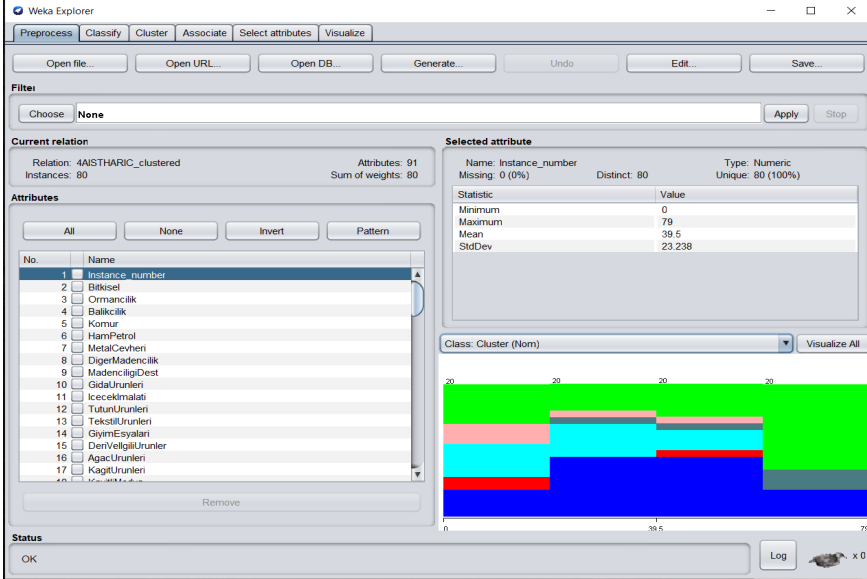 Weka Explorer
Preprocess Classify Cluster Associate Select attributes Visualize
Open file... Open URL... Open DB... Generate... Undo Edit... Save...
Filter
Choose None Apply Stop
Current relation
Relation: 4AISTHARIC_clustered Attributes: 91
Instances: 80 Sum of weights: 80
Attributes
All None Invert Pattern
No. Name
1 Instance_number
2 Bitkisel
3 Ormancilik
4 Balikcilik
5 Komur
6 HamPetrol
7 MetalCevheri
8 DigerMadencilik
9 MadenciligiDest
10 GidaUrunleri
11 IcecekImalati
12 TutunUrunleri
13 TekstilUrunleri
14 GiyimEsyalari
15 DeriVeIlgiliUrunler
16 AgacUrunleri
17 KagitUrunleri
Remove
Selected attribute
Name: Instance_number Type: Numeric
Missing: 0 (0%) Distinct: 80 Unique: 80 (100%)
Statistic Value
Minimum 0
Maximum 79
Mean 39.5
StdDev 23.238
Class: Cluster (Nom) Visualize All
20 20 20 20
0 39.5 79
Status
OK Log x 0